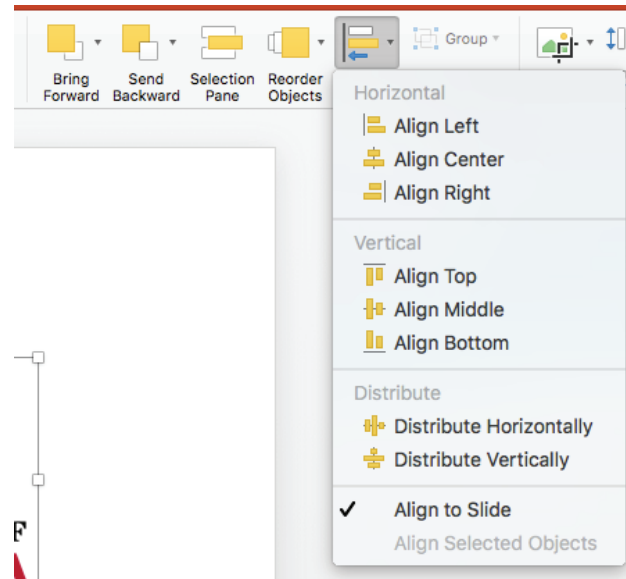 Bring Forward
Send Backward
Selection Pane
Reorder Objects
Group
Horizontal
Align Left
Align Center
Align Right
Vertical
Align Top
Align Middle
Align Bottom
Distribute
Distribute Horizontally
Distribute Vertically
Align to Slide
Align Selected Objects
F
A